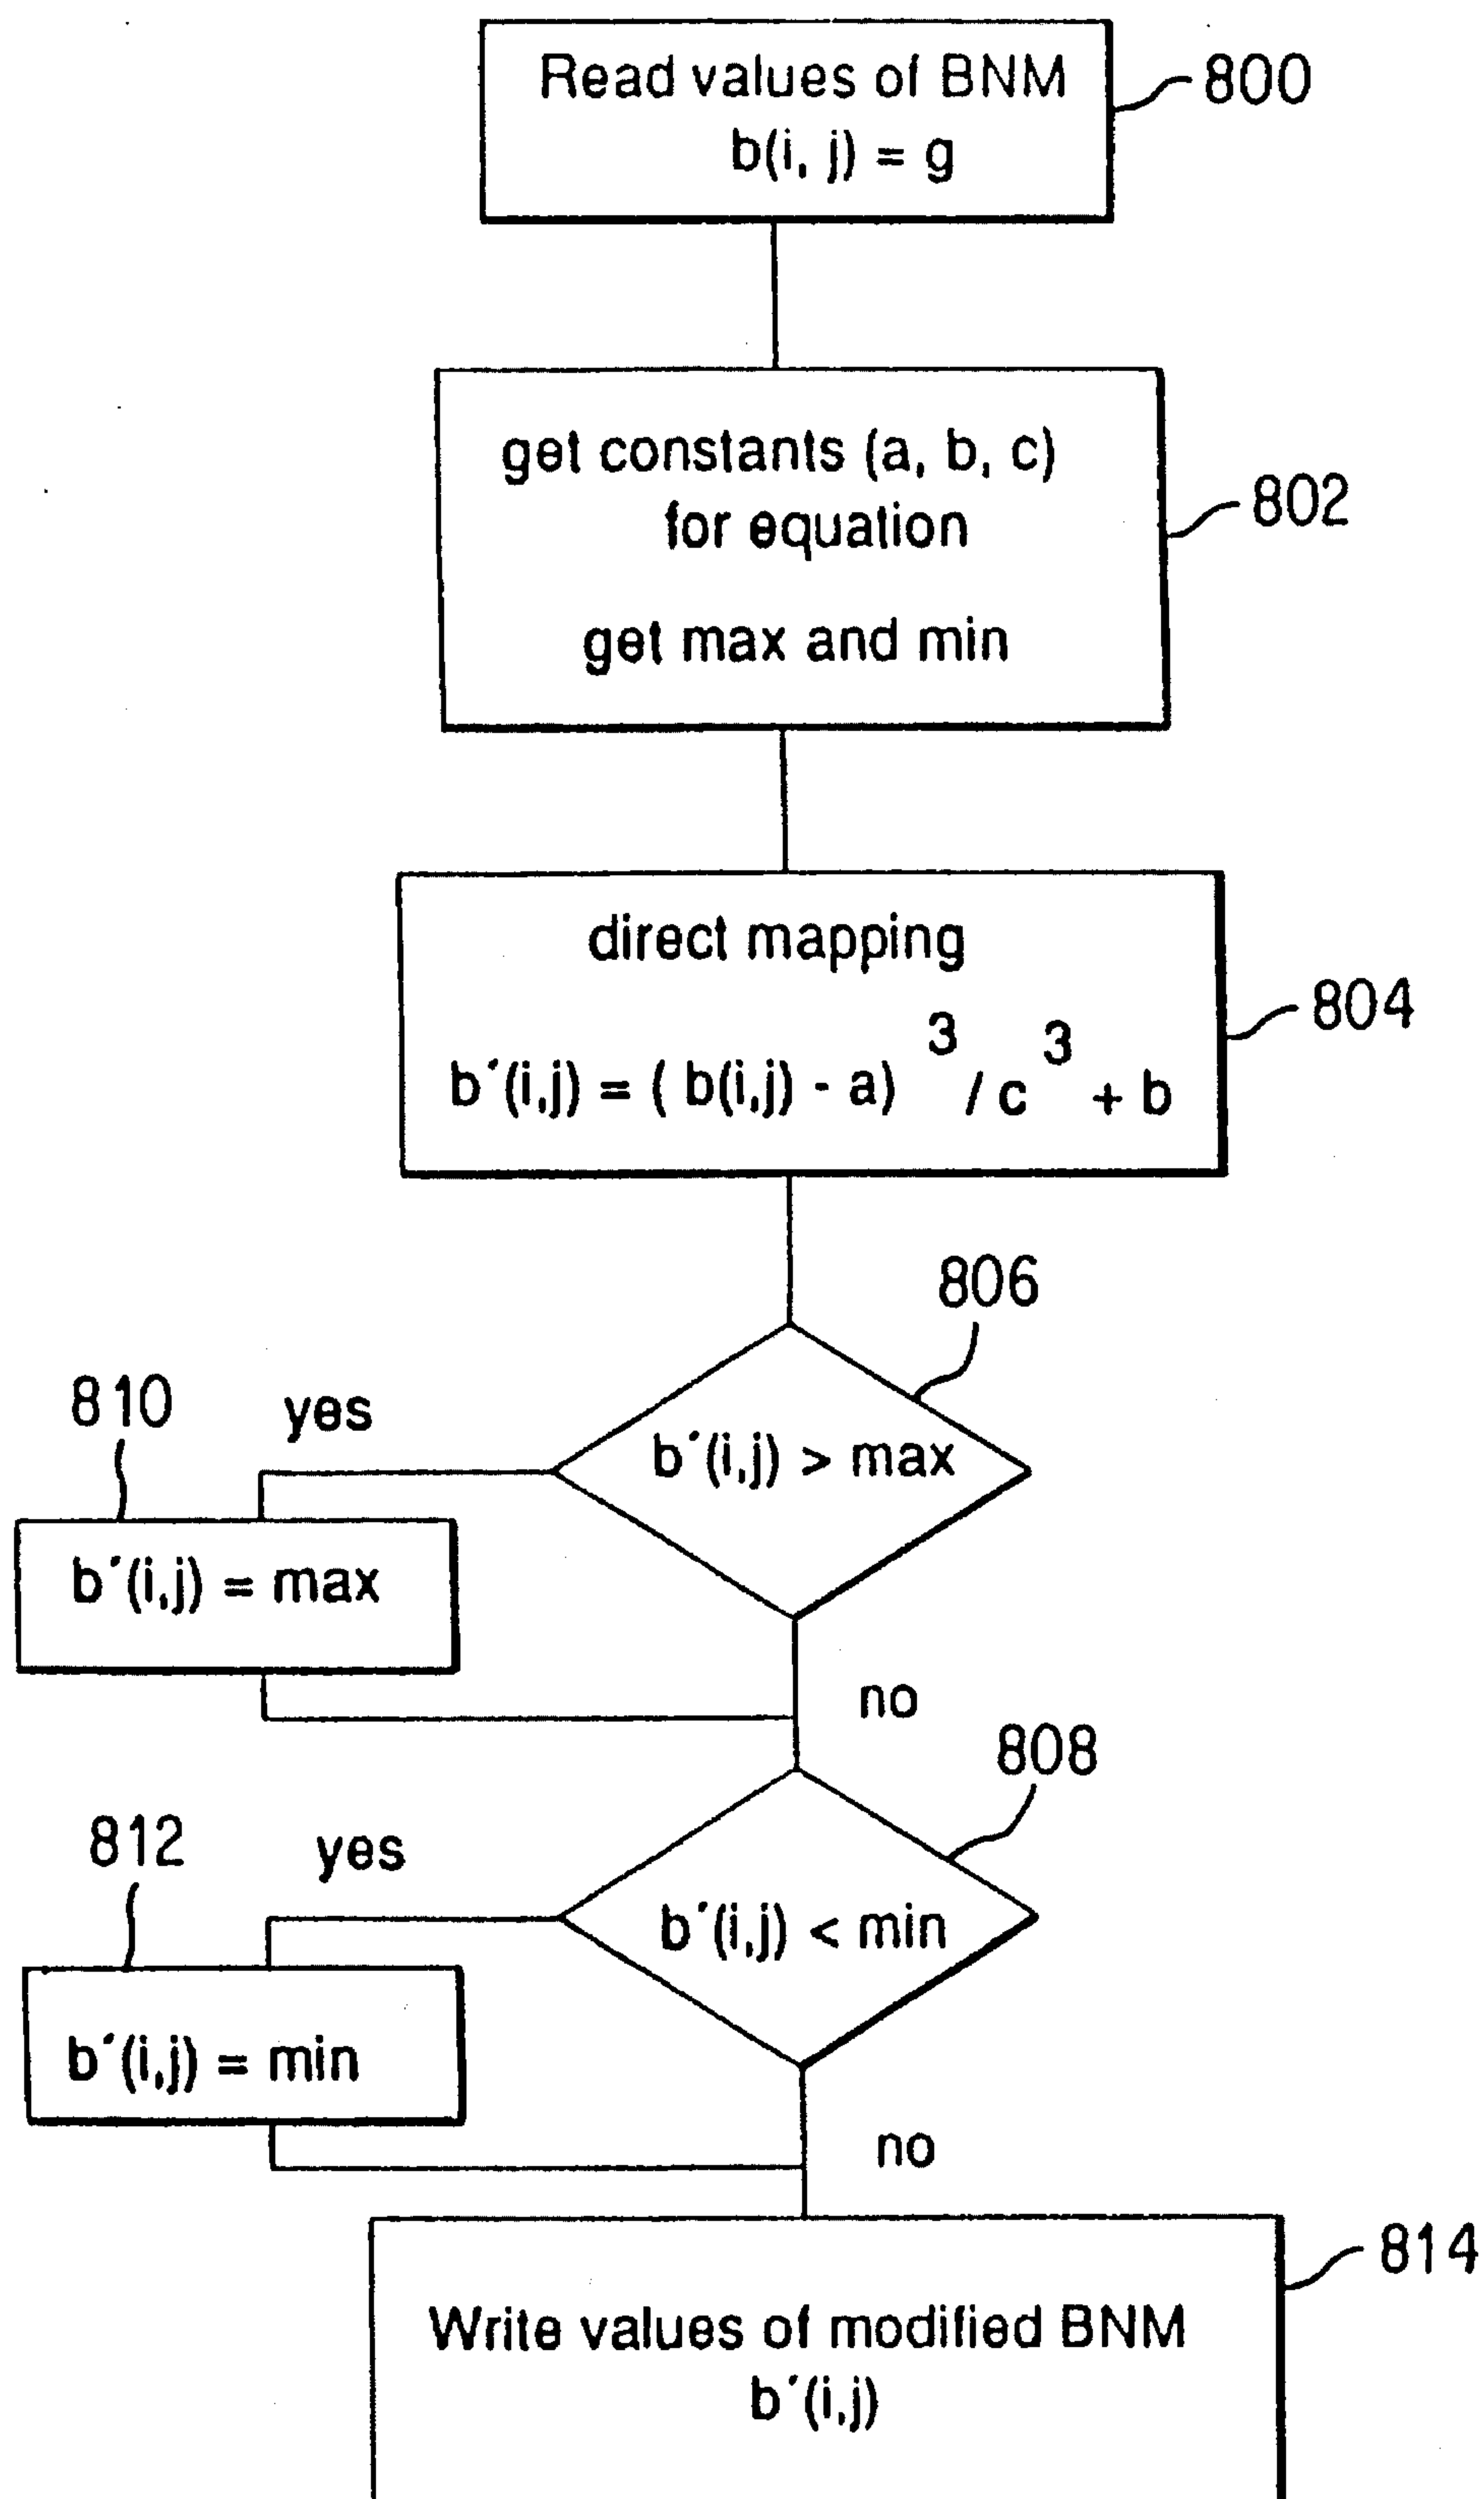 Read values of BNM
b(i, j) = g
800
get constants (a, b, c)
for equation
get max and min
802
direct mapping
b´(i,j) = ( b(i,j) - a) 3 / c 3 + b
804
806
810
yes
b´(i,j) > max
b´(i,j) = max
no
808
812
yes
b´(i,j) < min
b´(i,j) = min
no
814
Write values of modified BNM
b´(i,j)